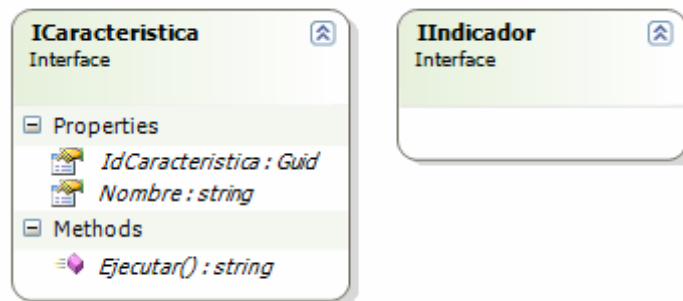 ICaracteristica
Interface
Properties
IdCaracteristica : Guid
Nombre : string
Methods
Ejecutar() : string
IIndicador
Interface